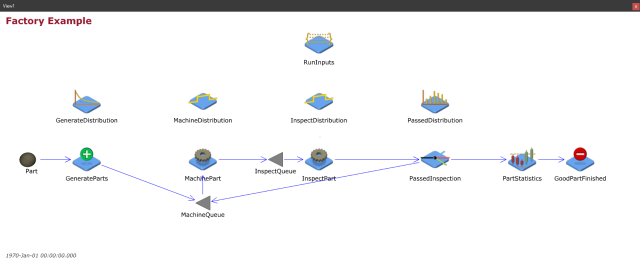 View1
Factory Example
RunInputs
GenerateDistribution
MachineDistribution
InspectDistribution
PassedDistribution
Part
GenerateParts
MachinePart
InspectQueue
InspectPart
PassedInspection
PartStatistics
GoodPartFinished
MachineQueue
1970-Jan-01 00:00:00.000